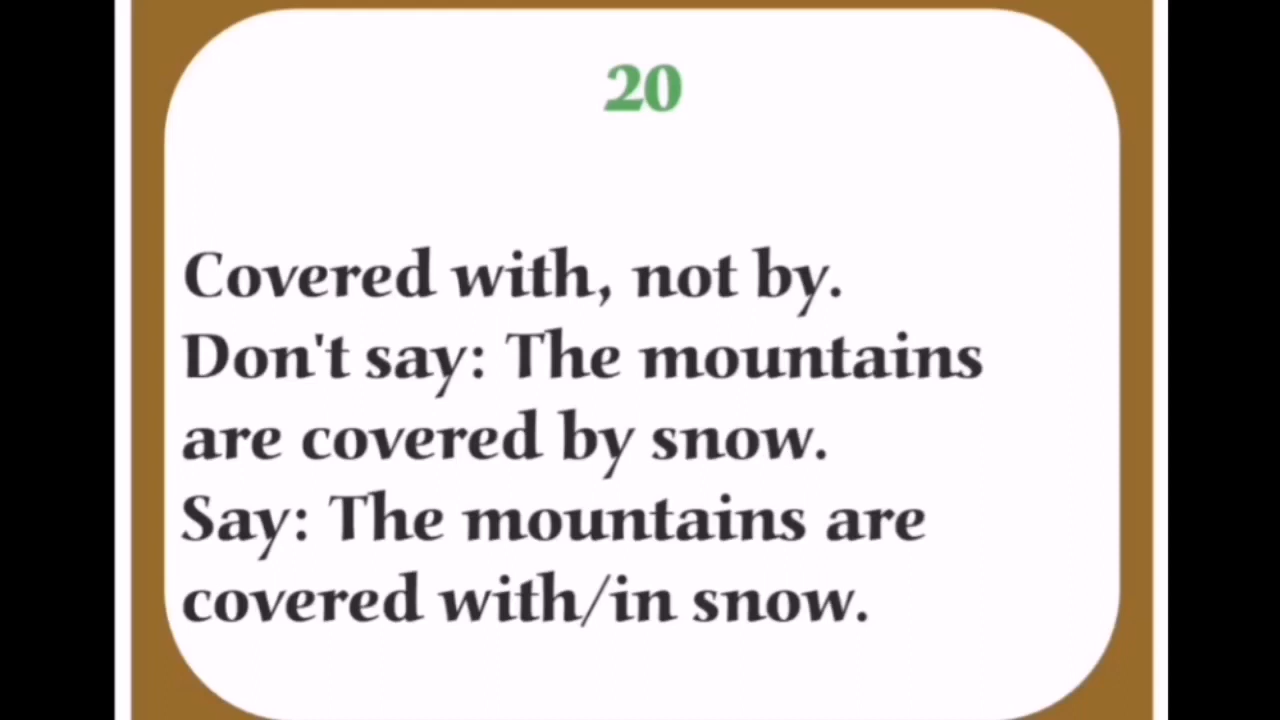 20
Covered with, not by.
Don't say: The mountains
are covered by snow.
Say: The mountains are
covered with/in snow.